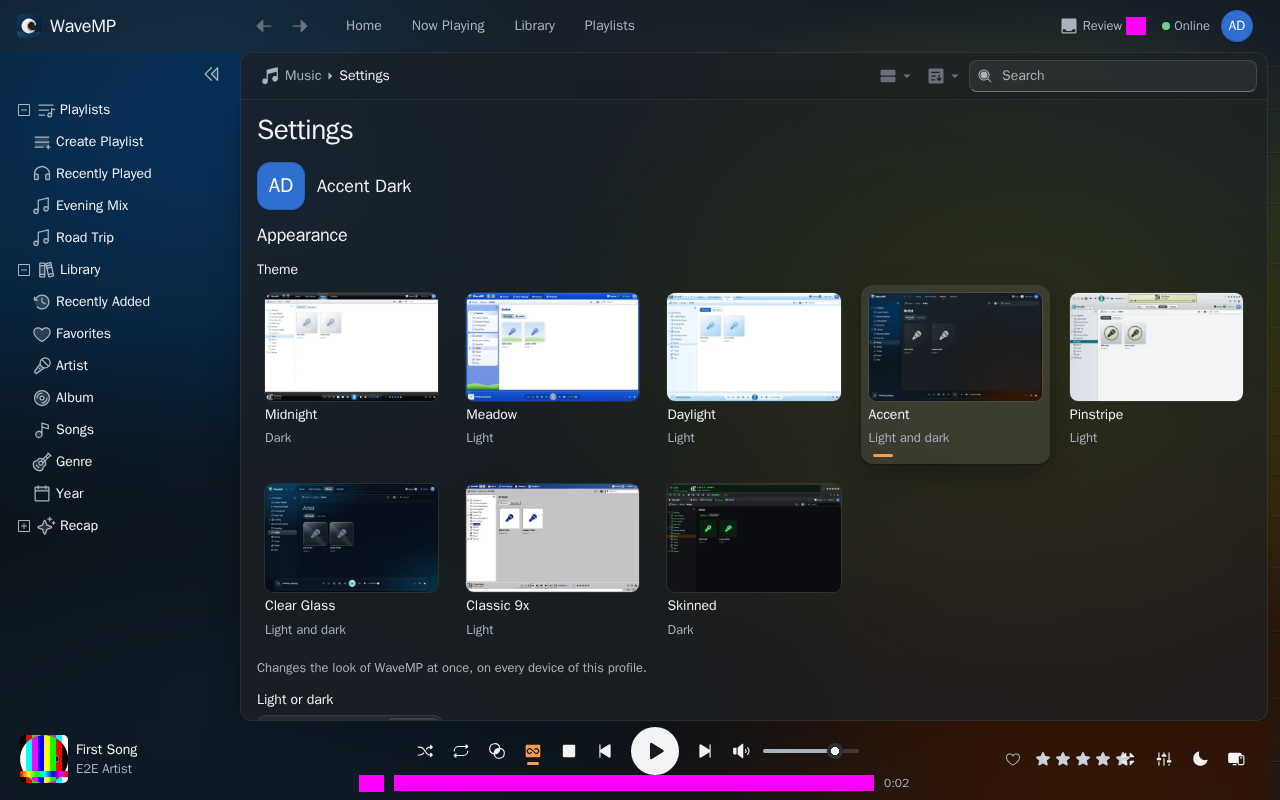 WaveMP
Home
Now Playing
Library
Playlists
Review
Online
AD
Music
Settings
Search
Playlists
Create Playlist
Recently Played
Evening Mix
Road Trip
Library
Recently Added
Favorites
Artist
Album
Songs
Genre
Year
Recap
Settings
AD
Accent Dark
Appearance
Theme
Midnight
Dark
Meadow
Light
Daylight
Light
Accent
Light and dark
Pinstripe
Light
Clear Glass
Light and dark
Classic 9x
Light
Skinned
Dark
Changes the look of WaveMP at once, on every device of this profile.
Light or dark
First Song
E2E Artist
0:02